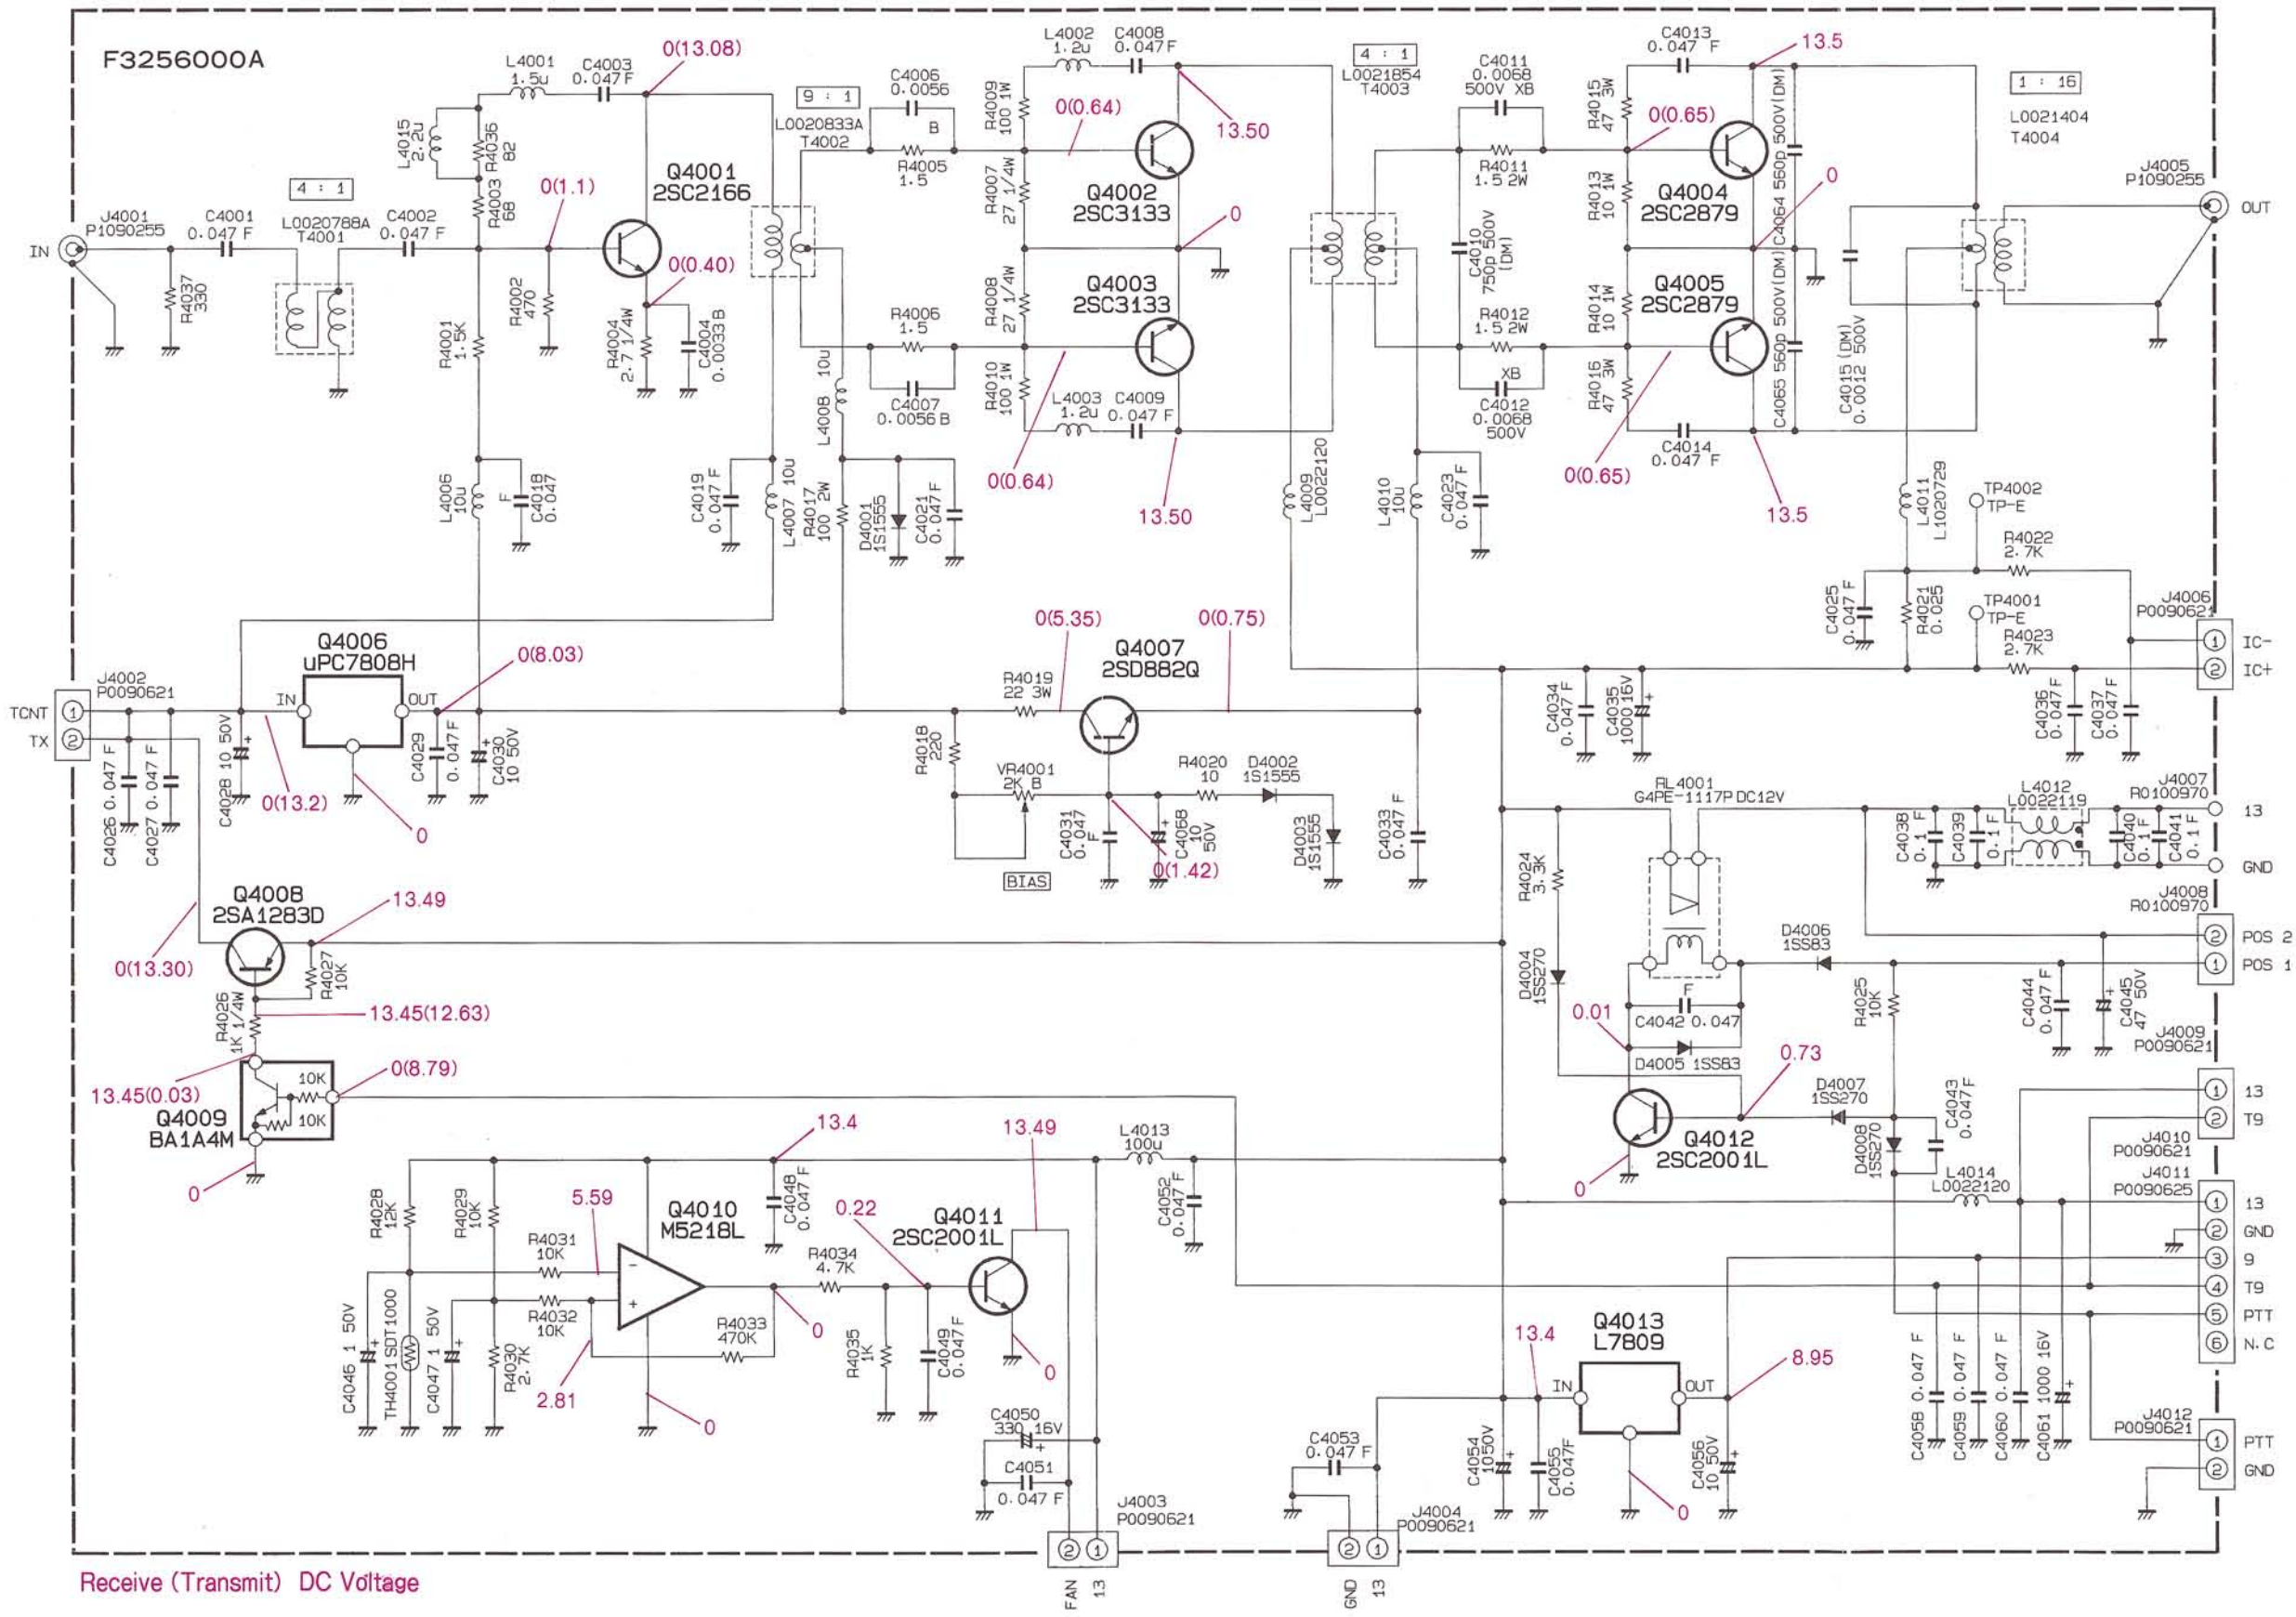 F3256000A
L4001
1.5u
C4003
0.047 F
0(13.08)
L4015
2.2u
R4036
82
R4003
68
4 : 1
L0020788A
T4001
J4001
P1090255
IN
C4001
0.047 F
C4002
0.047 F
R4037
330
0(1.1)
Q4001
2SC2166
0(0.40)
R4001
1.5K
R4002
470
R4004
2.7 1/4W
C4004
0.0033 B
L4006
10u
F
C4018
0.047
9 : 1
L0020833A
T4002
C4006
0.0056
B
R4005
1.5
R4006
1.5
C4007
0.0056 B
L4008 10u
C4019
0.047 F
L4007 10u
R4017
100 2W
D4001
1S1555
C4021
0.047 F
L4002
1.2u
C4008
0.047 F
R4009
100 1W
0(0.64)
13.50
R4007
27 1/4W
Q4002
2SC3133
0
R4008
27 1/4W
Q4003
2SC3133
R4010
100 1W
L4003
1.2u
C4009
0.047 F
0(0.64)
13.50
4 : 1
L0021854
T4003
C4011
0.0068
500V XB
R4011
1.5 2W
C4010
750p 500V
(DM)
R4012
1.5 2W
XB
C4012
0.0068
500V
L4009
L0022120
L4010
10u
C4023
0.047 F
C4013
0.047 F
13.5
R4015
47 3W
0(0.65)
R4013
10 1W
Q4004
2SC2879
0
R4014
10 1W
Q4005
2SC2879
R4016
47 3W
C4014
0.047 F
0(0.65)
13.5
C4064 560p 500V(DM)
C4065 560p 500V(DM)
C4015 (DM)
0.0012 500V
1 : 16
L0021404
T4004
J4005
P1090255
OUT
L4011
L1020729
TP4002
TP-E
R4022
2.7K
C4025
0.047 F
R4021
0.025
TP4001
TP-E
R4023
2.7K
J4006
P0090621
1 IC-
2 IC+
C4034
0.047 F
C4035
1000 16V
C4036
0.047 F
C4037
0.047 F
J4002
P0090621
TCNT 1
TX 2
C4026 0.047 F
C4027 0.047 F
C4028 10 50V
Q4006
uPC7808H
IN
OUT
0(8.03)
0(13.2)
0
C4029
0.047 F
C4030
10 50V
0(5.35)
R4019
22 3W
Q4007
2SD882Q
0(0.75)
R4018
220
VR4001
2K B
BIAS
C4031
0.047
F
C4068
10
50V
0(1.42)
R4020
10
D4002
1S1555
D4003
1S1555
C4033
0.047 F
RL4001
G4PE-1117P DC12V
L4012
L0022119
J4007
R0100970
13
GND
C4038
0.1 F
C4039
0.1 F
C4040
0.1 F
C4041
0.1 F
J4008
R0100970
2 POS 2
1 POS 1
R4024
3.3K
D4004
1SS270
F
C4042 0.047
D4005 1SS83
D4006
1SS83
R4025
10K
C4044
0.047 F
C4045
47 50V
0.01
0.73
D4007
1SS270
D4008
1SS270
C4043
0.047F
Q4012
2SC2001L
0
J4009
P0090621
1 13
2 T9
J4010
P0090621
J4011
P0090625
L4014
L0022120
1 13
2 GND
3 9
4 T9
5 PTT
6 N.C
Q4008
2SA1283D
13.49
0(13.30)
R4027
10K
R4026
1K 1/4W
13.45(12.63)
0(8.79)
10K
10K
13.45(0.03)
Q4009
BA1A4M
0
R4028
12K
R4029
10K
5.59
R4031
10K
Q4010
M5218L
-
+
R4032
10K
2.81
R4033
470K
0
0
13.4
C4048
0.047 F
C4046 1 50V
TH4001 SDT1000
C4047 1 50V
R4030
2.7K
0.22
R4034
4.7K
R4035
1K
C4049
0.047 F
Q4011
2SC2001L
13.49
0
L4013
100u
C4052
0.047 F
C4050
330 16V
C4051
0.047 F
J4003
P0090621
2 1
FAN
13
C4053
0.047 F
J4004
P0090621
2 1
GND
13
Q4013
L7809
IN
OUT
13.4
8.95
0
C4054
10 50V
C4055
0.047F
C4056
10 50V
C4058 0.047 F
C4059 0.047 F
C4060 0.047 F
C4061 1000 16V
J4012
P0090621
1 PTT
2 GND
Receive (Transmit) DC Voltage